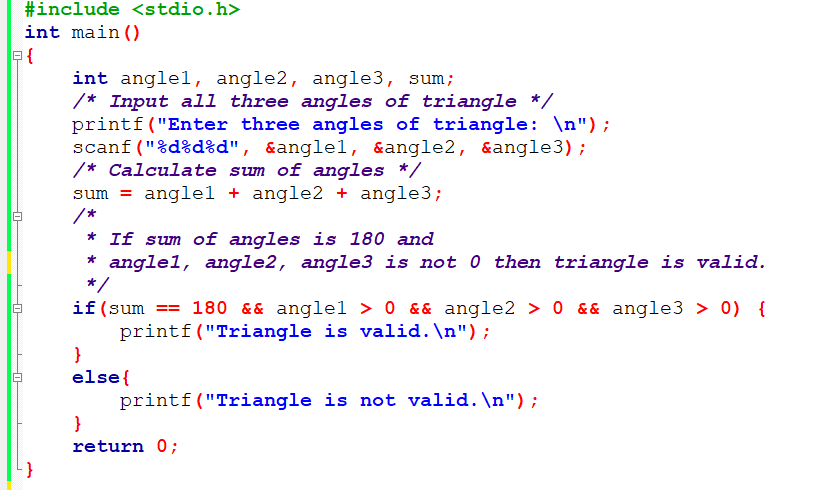 #include <stdio.h>
int main()
{
    int angle1, angle2, angle3, sum;
    /* Input all three angles of triangle */
    printf("Enter three angles of triangle: \n");
    scanf("%d%d%d", &angle1, &angle2, &angle3);
    /* Calculate sum of angles */
    sum = angle1 + angle2 + angle3;
    /*
     * If sum of angles is 180 and
     * angle1, angle2, angle3 is not 0 then triangle is valid.
     */
    if(sum == 180 && angle1 > 0 && angle2 > 0 && angle3 > 0) {
        printf("Triangle is valid.\n");
    }
    else{
        printf("Triangle is not valid.\n");
    }
    return 0;
}